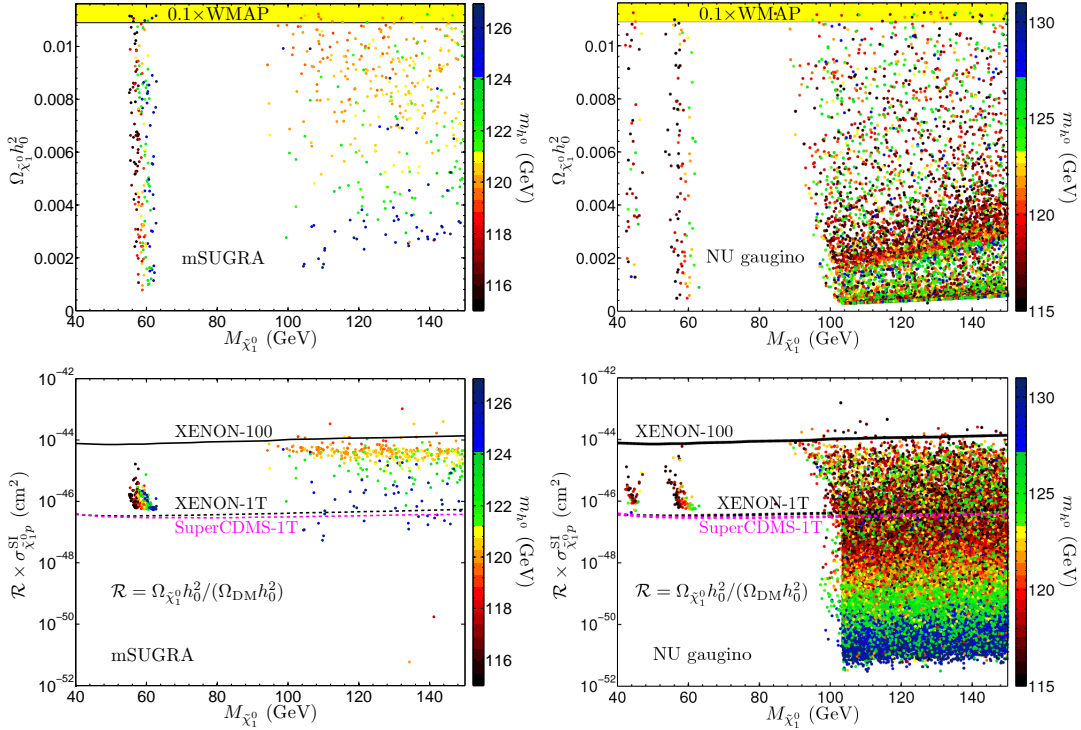 0.1×WMAP
0.01
0.008
0.006
0.004
0.002
0
Ω_{χ̃₁⁰}h₀²
mSUGRA
40 60 80 100 120 140
M_{χ̃₁⁰} (GeV)
126
124
122
120
118
116
m_{h⁰} (GeV)
0.1×WMAP
0.01
0.008
0.006
0.004
0.002
0
Ω_{χ̃₁⁰}h₀²
NU gaugino
40 60 80 100 120 140
M_{χ̃₁⁰} (GeV)
130
125
120
115
m_{h⁰} (GeV)
10⁻⁴²
10⁻⁴⁴
10⁻⁴⁶
10⁻⁴⁸
10⁻⁵⁰
10⁻⁵²
R × σ^{SI}_{χ̃₁⁰p} (cm²)
XENON-100
XENON-1T
SuperCDMS-1T
R = Ω_{χ̃₁⁰}h₀²/(Ω_{DM}h₀²)
mSUGRA
40 60 80 100 120 140
M_{χ̃₁⁰} (GeV)
126
124
122
120
118
116
m_{h⁰} (GeV)
10⁻⁴²
10⁻⁴⁴
10⁻⁴⁶
10⁻⁴⁸
10⁻⁵⁰
10⁻⁵²
R × σ^{SI}_{χ̃₁⁰p} (cm²)
XENON-100
XENON-1T
SuperCDMS-1T
R = Ω_{χ̃₁⁰}h₀²/(Ω_{DM}h₀²)
NU gaugino
40 60 80 100 120 140
M_{χ̃₁⁰} (GeV)
130
125
120
115
m_{h⁰} (GeV)